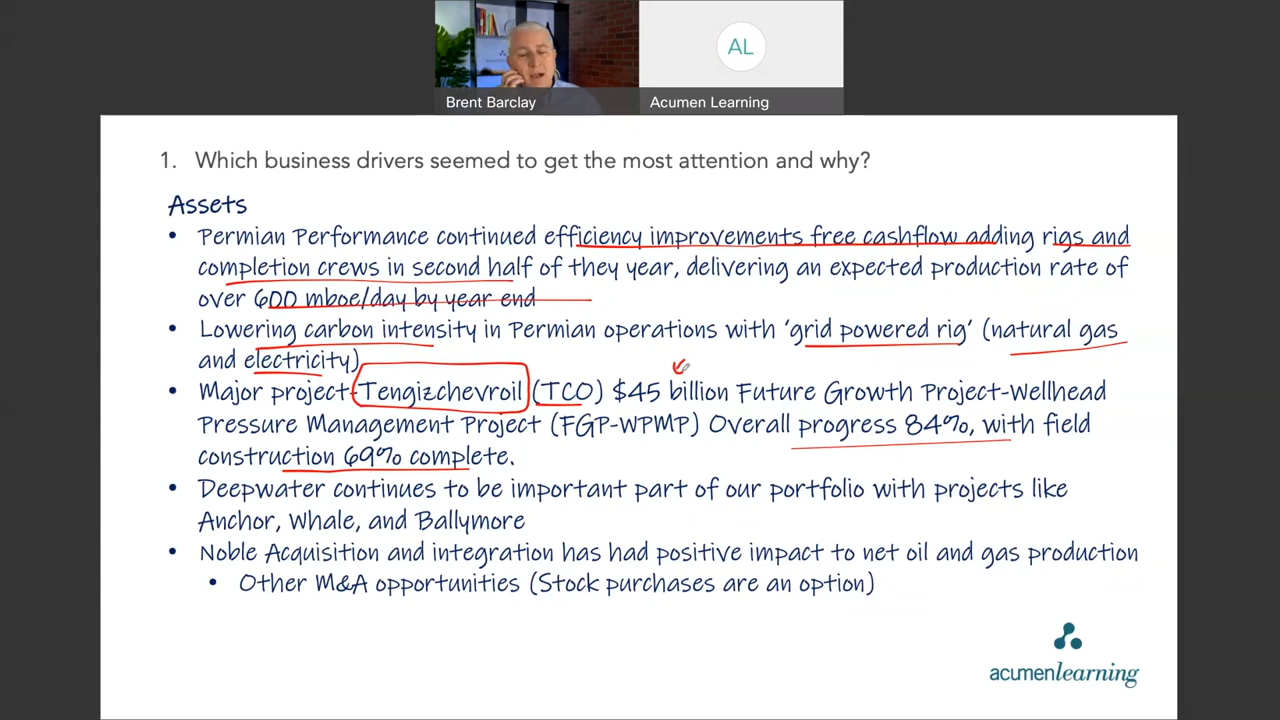 AL
Brent Barclay
Acumen Learning
1. Which business drivers seemed to get the most attention and why?
Assets
• Permian Performance continued efficiency improvements free cashflow adding rigs and
completion crews in second half of they year, delivering an expected production rate of
over 600 mboe/day by year end
• Lowering carbon intensity in Permian operations with ‘grid powered rig’ (natural gas
and electricity)
• Major project-Tengizchevroil (TCO) $45 billion Future Growth Project-Wellhead
Pressure Management Project (FGP-WPMP) Overall progress 84%, with field
construction 69% complete.
• Deepwater continues to be important part of our portfolio with projects like
Anchor, Whale, and Ballymore
• Noble Acquisition and integration has had positive impact to net oil and gas production
• Other M&A opportunities (Stock purchases are an option)
acumenlearning